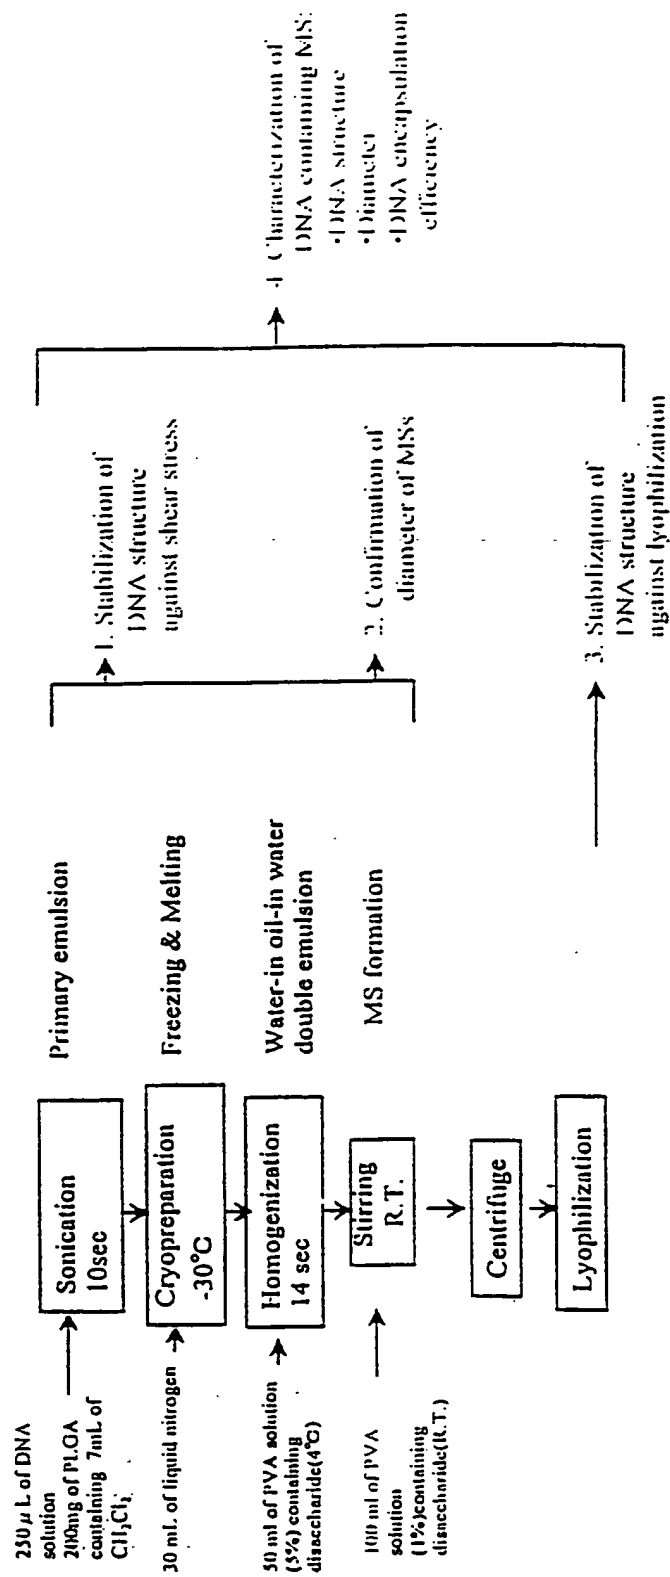 250 μL of DNA
solution
200mg of PLGA
containing 7mL of
CH₂Cl₂
Sonication
10sec
Primary emulsion
30 mL of liquid nitrogen
Cryopreparation
-30°C
Freezing & Melting
50 ml of PVA solution
(5%) containing
disaccharide(4°C)
Homogenization
14 sec
Water-in oil-in water
double emulsion
100 ml of PVA
solution
(1%)containing
disaccharide(R.T.)
Stirring
R.T.
MS formation
Centrifuge
Lyophilization
1. Stabilization of
DNA structure
against shear stress
2. Confirmation of
diameter of MSs
3. Stabilization of
DNA structure
against lyophilization
4. Characterization of
DNA containing MS:
•DNA structure
•Diameter
•DNA encapsulation
efficiency